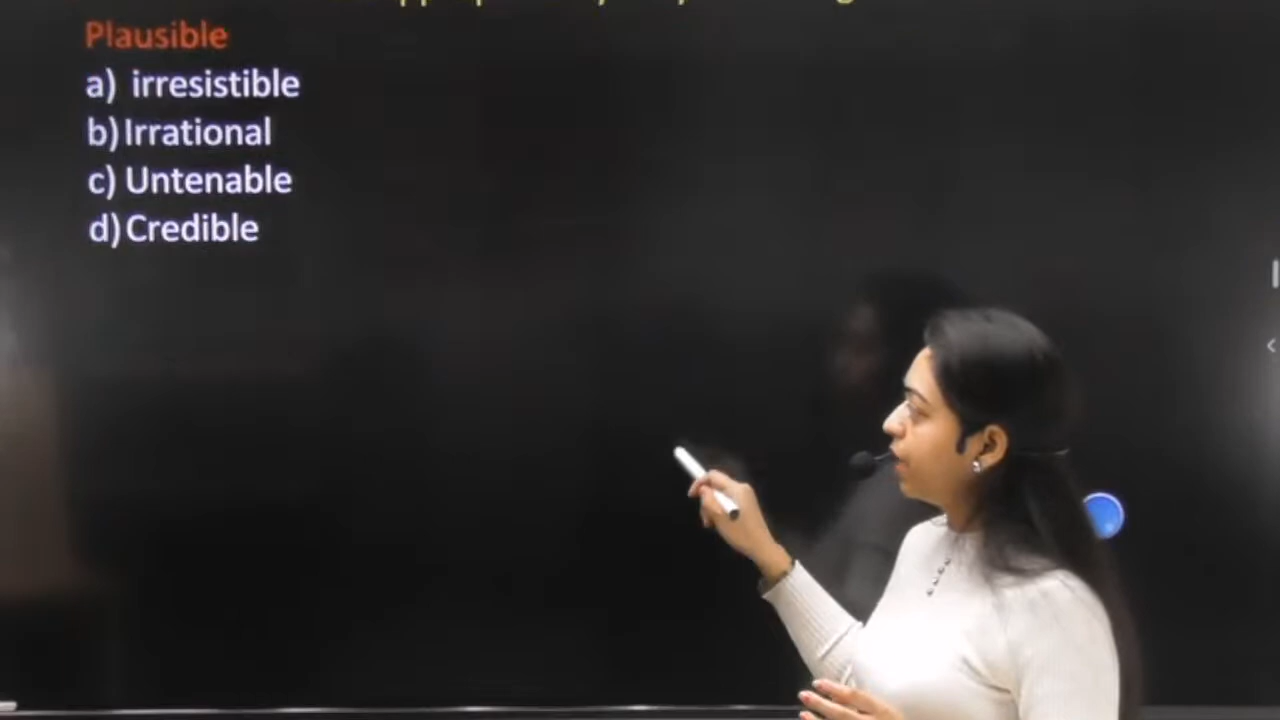 Plausible
a) irresistible
b) Irrational
c) Untenable
d) Credible